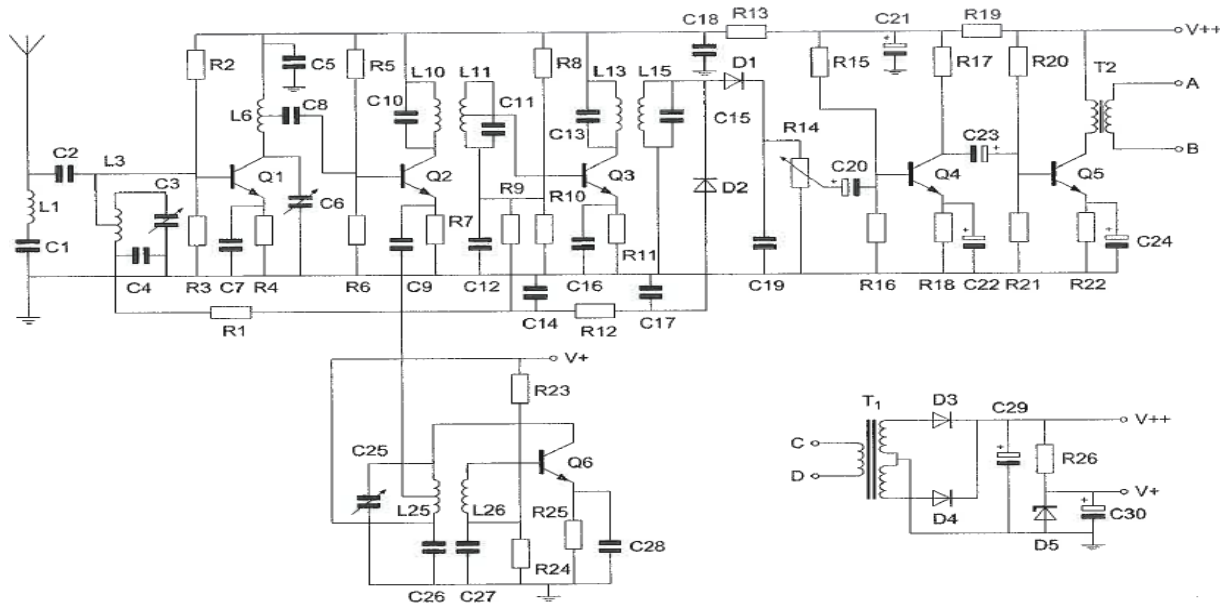 C18 R13 C21 R19 V++
R2 C5 R5 L10 L11 R8 L13 L15 D1 R15 R17 R20 T2
L6 C8 C10 C11 C13 C15 A
C2 L3 R14 C20 C23 B
C3 Q1 Q2 Q3 D2 Q4 Q5
L1 C6 R7 R9 R10
C1 R11 C24
C4 R3 C7 R4 R6 C9 C12 C16 C19 R16 R18 C22 R21 R22
R1 C14 R12 C17
V+
R23
T1 D3 C29 V++
C25 Q6 C R26
D
L25 L26 R25 V+
D4 C30
C28 D5
R24
C26 C27